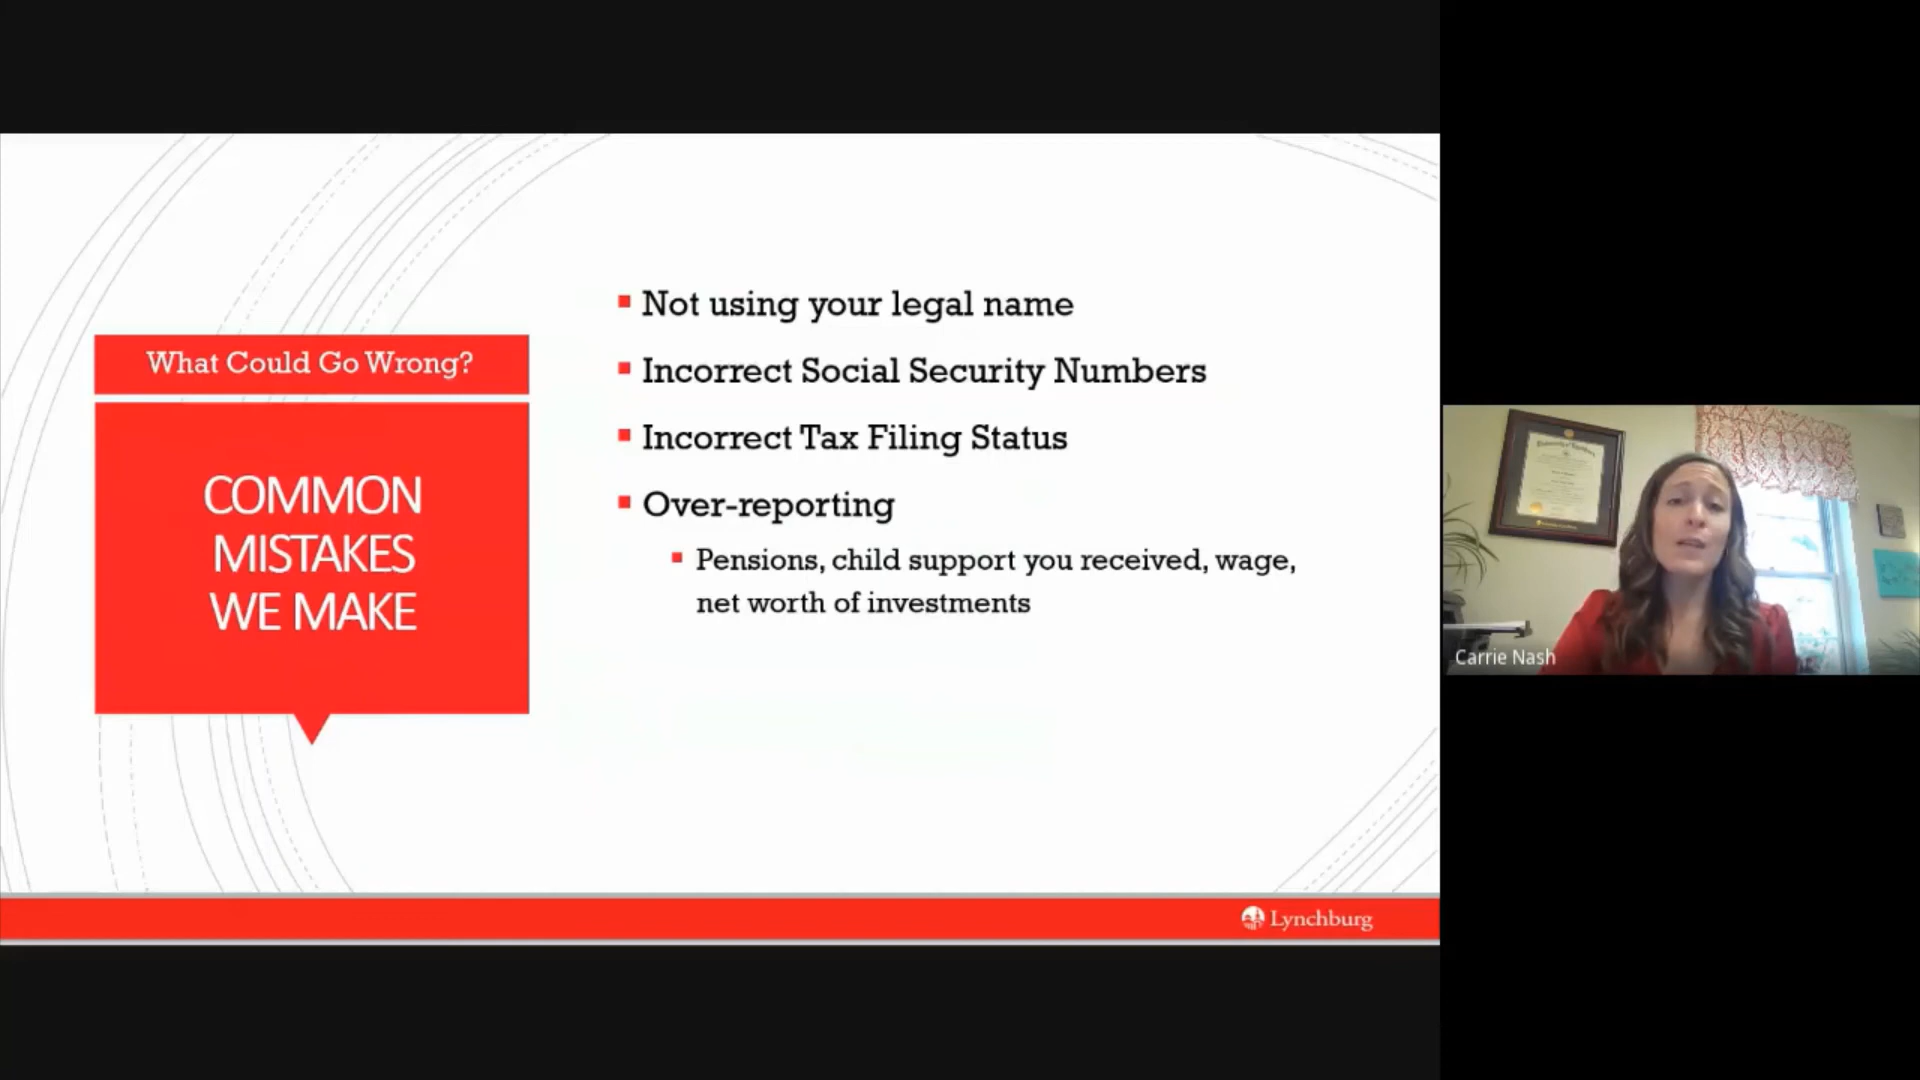 What Could Go Wrong?
COMMON
MISTAKES
WE MAKE
Not using your legal name
Incorrect Social Security Numbers
Incorrect Tax Filing Status
Over-reporting
Pensions, child support you received, wage,
net worth of investments
Lynchburg
Carrie Nash